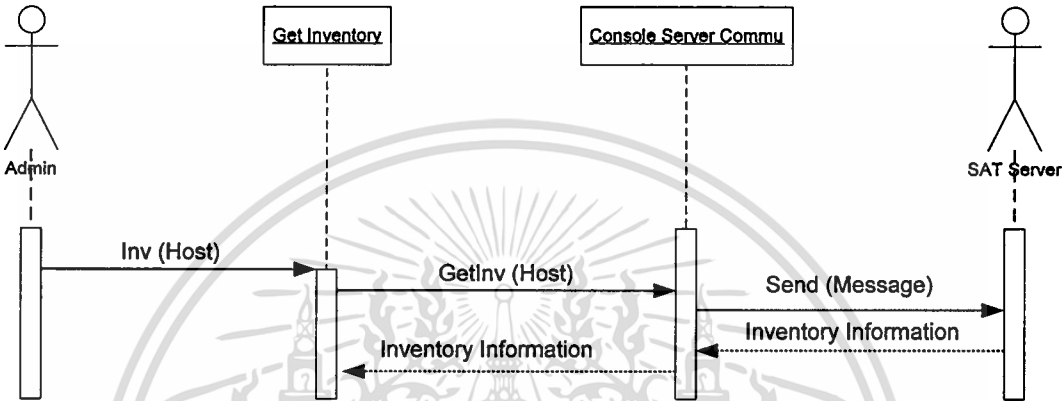 Get Inventory
Console Server Commu
Admin
SAT Server
Inv (Host)
GetInv (Host)
Send (Message)
Inventory Information
Inventory Information